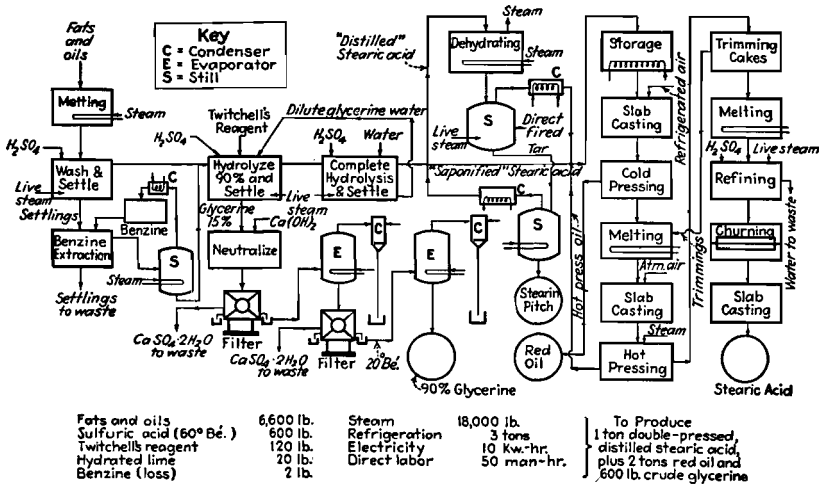 Fats
and
oils
Key
C = Condenser
E = Evaporator
S = Still
"Distilled"
Stearic acid
Steam
Dehydrating
Steam
C
S
Live
steam
Direct
fired
Tar
Storage
Refrigerated air
Slab
Casting
Cold
Pressing
Melting
Atm. air
Slab
Casting
Steam
Hot
Pressing
Hot press oil
Trimmings
Trimming
Cakes
Melting
H2SO4
Live steam
Refining
Churning
Water to waste
Slab
Casting
Stearic Acid
Melting
Steam
H2SO4
Wash &
Settle
Live
steam
Settlings
C
Benzine
Benzine
Extraction
Steam
S
Settlings
to waste
Twitchell's
Reagent
Dilute glycerine water
H2SO4
Hydrolyze
90% and
Settle
H2SO4
Water
Complete
Hydrolysis
& Settle
"Saponified" Stearic acid
Glycerine
15%
Live
steam
Ca(OH)2
Neutralize
Filter
CaSO4·2H2O
to waste
E
C
E
C
Filter
CaSO4·2H2O
to waste
20°Bé.
90% Glycerine
C
S
Stearin
Pitch
Red
Oil
Fats and oils 6,600 lb.
Sulfuric acid (60° Bé.) 600 lb.
Twitchell's reagent 120 lb.
Hydrated lime 20 lb.
Benzine (loss) 2 lb.
Steam 18,000 lb.
Refrigeration 3 tons
Electricity 10 Kw.-hr.
Direct labor 50 man-hr.
To Produce
1 ton double-pressed,
distilled stearic acid,
plus 2 tons red oil and
600 lb. crude glycerine